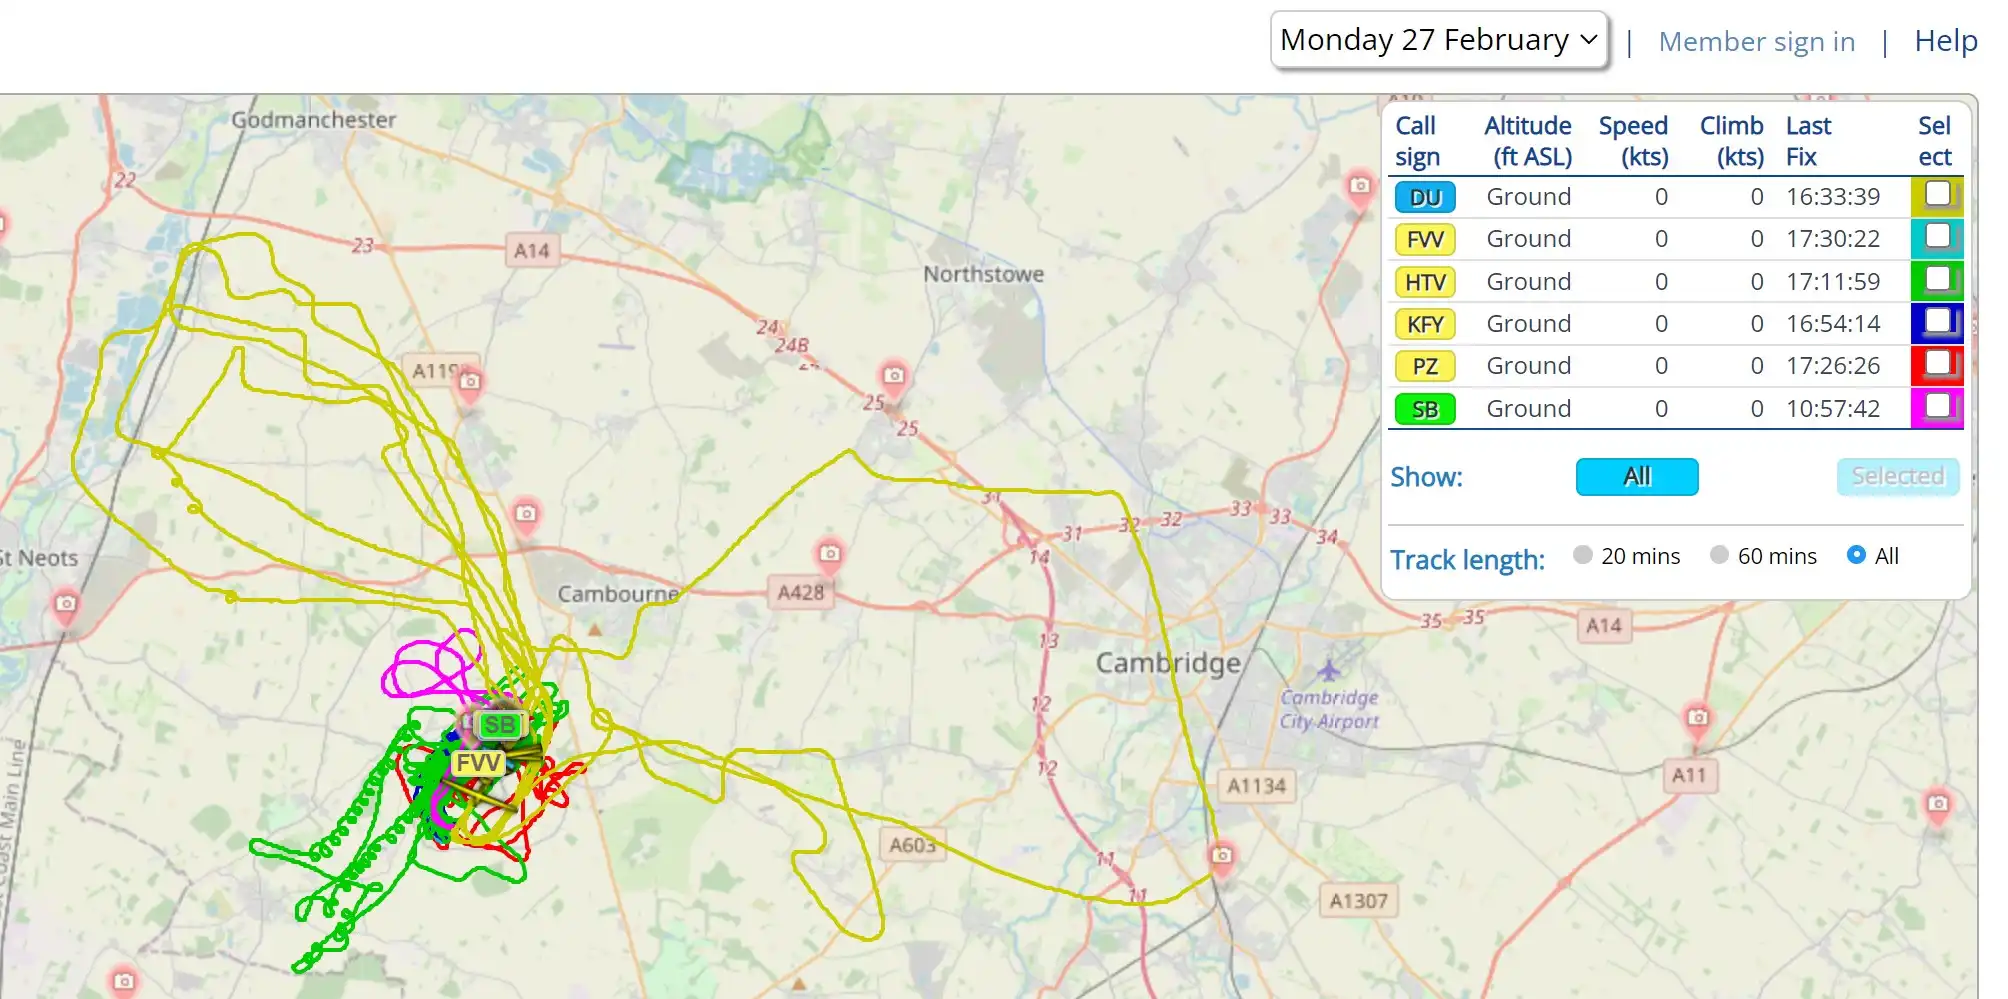 Monday 27 February | Member sign in | Help
Call sign Altitude (ft ASL) Speed (kts) Climb (kts) Last Fix Sel ect
DU Ground 0 0 16:33:39
FVV Ground 0 0 17:30:22
HTV Ground 0 0 17:11:59
KFY Ground 0 0 16:54:14
PZ Ground 0 0 17:26:26
SB Ground 0 0 10:57:42
Show: All Selected
Track length: 20 mins 60 mins All
Godmanchester
22
23
A14
Northstowe
24
24B
25
25
31
31
32
32
33
33
34
14
St Neots
Cambourne
A428
13
35
35
A14
Cambridge
Cambridge
City Airport
12
SB
FVV
12
A11
A1134
A603
11
11
A1307
Main Line